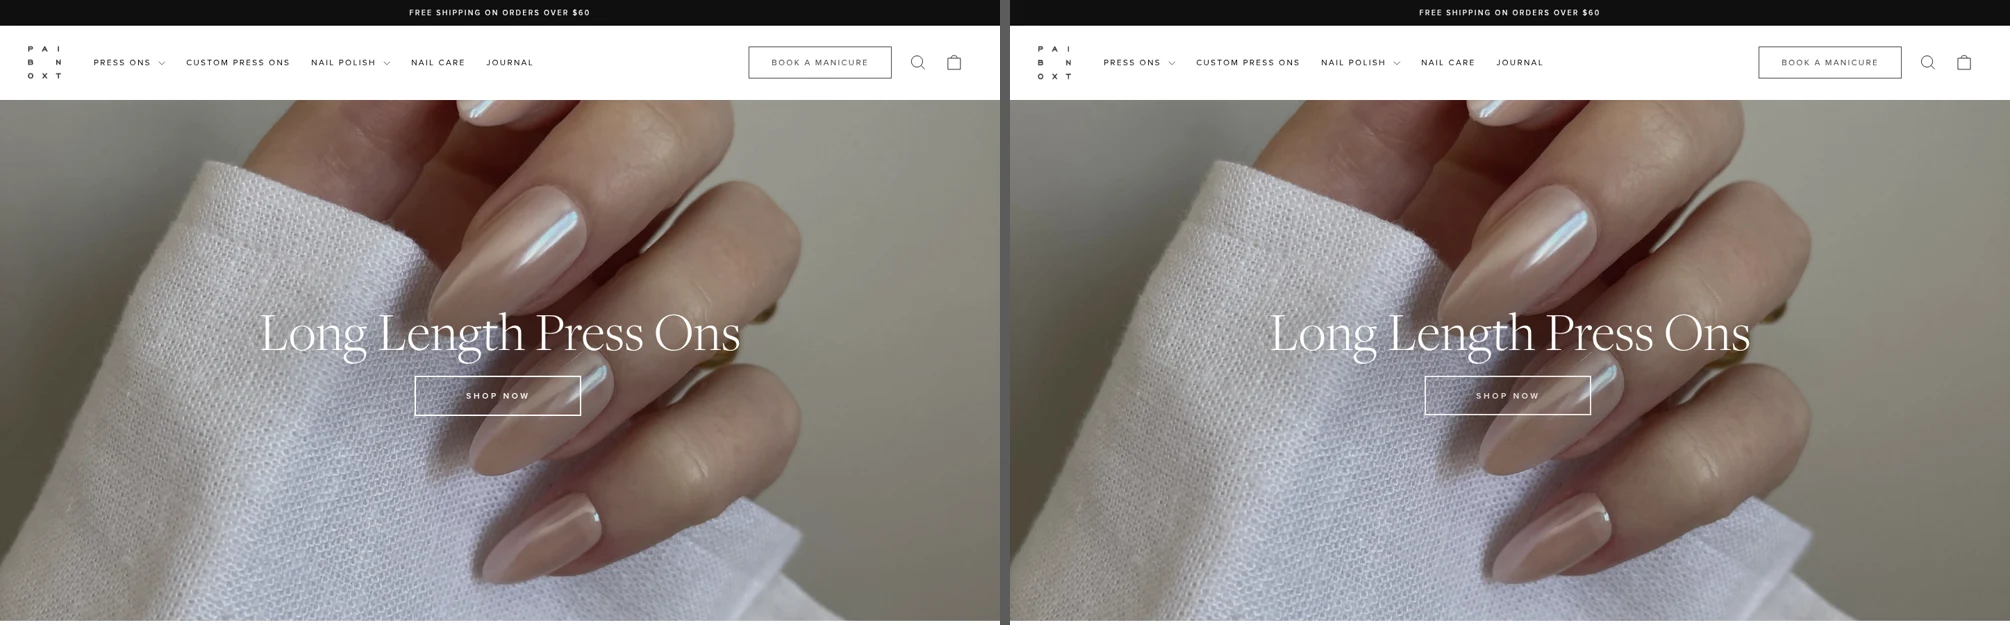 FREE SHIPPING ON ORDERS OVER $60
P A I
B N
O X T
PRESS ONS
CUSTOM PRESS ONS
NAIL POLISH
NAIL CARE
JOURNAL
BOOK A MANICURE
Long Length Press Ons
SHOP NOW
FREE SHIPPING ON ORDERS OVER $60
P A I
B N
O X T
PRESS ONS
CUSTOM PRESS ONS
NAIL POLISH
NAIL CARE
JOURNAL
BOOK A MANICURE
Long Length Press Ons
SHOP NOW